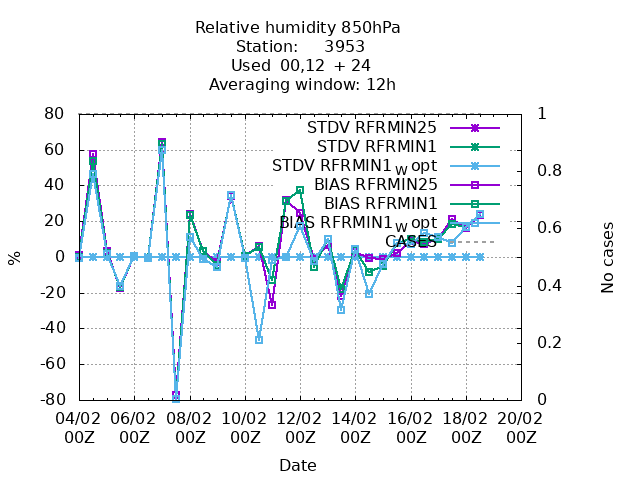 Relative humidity 850hPa
Station: 3953
Used 00,12 + 24
Averaging window: 12h
80 1
STDV RFRMIN25
STDV RFRMIN1
60
STDV RFRMIN1w opt
0.8
BIAS RFRMIN25
40
BIAS RFRMIN1
20
BIAS RFRMIN1w opt
0.6
CASES
0
%
No cases
-20
0.4
-40
0.2
-60
-80 0
04/02 06/02 08/02 10/02 12/02 14/02 16/02 18/02 20/02
00Z 00Z 00Z 00Z 00Z 00Z 00Z 00Z 00Z
Date